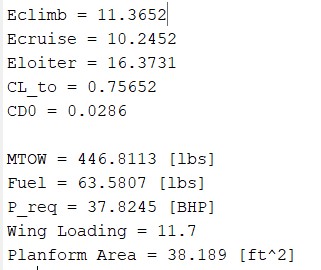 Eclimb = 11.3652
Ecruise = 10.2452
Eloiter = 16.3731
CL_to = 0.75652
CD0 = 0.0286
MTOW = 446.8113 [lbs]
Fuel = 63.5807 [lbs]
P_req = 37.8245 [BHP]
Wing Loading = 11.7
Planform Area = 38.189 [ft^2]